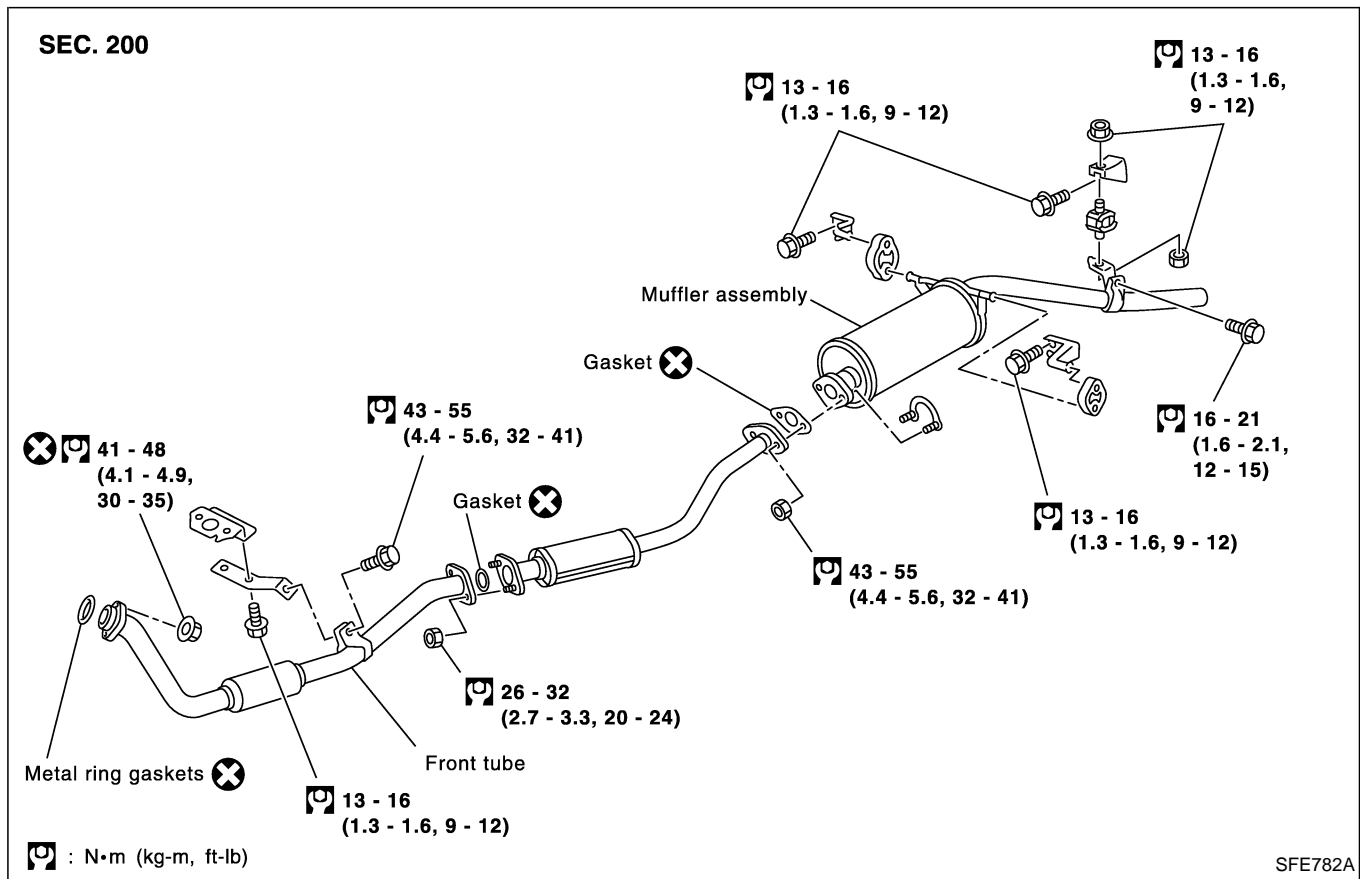 SEC. 200
13 - 16
(1.3 - 1.6,
9 - 12)
13 - 16
(1.3 - 1.6, 9 - 12)
Muffler assembly
Gasket
43 - 55
(4.4 - 5.6, 32 - 41)
41 - 48
(4.1 - 4.9,
30 - 35)
Gasket
16 - 21
(1.6 - 2.1,
12 - 15)
13 - 16
(1.3 - 1.6, 9 - 12)
43 - 55
(4.4 - 5.6, 32 - 41)
26 - 32
(2.7 - 3.3, 20 - 24)
Front tube
Metal ring gaskets
13 - 16
(1.3 - 1.6, 9 - 12)
: N•m (kg-m, ft-lb)
SFE782A